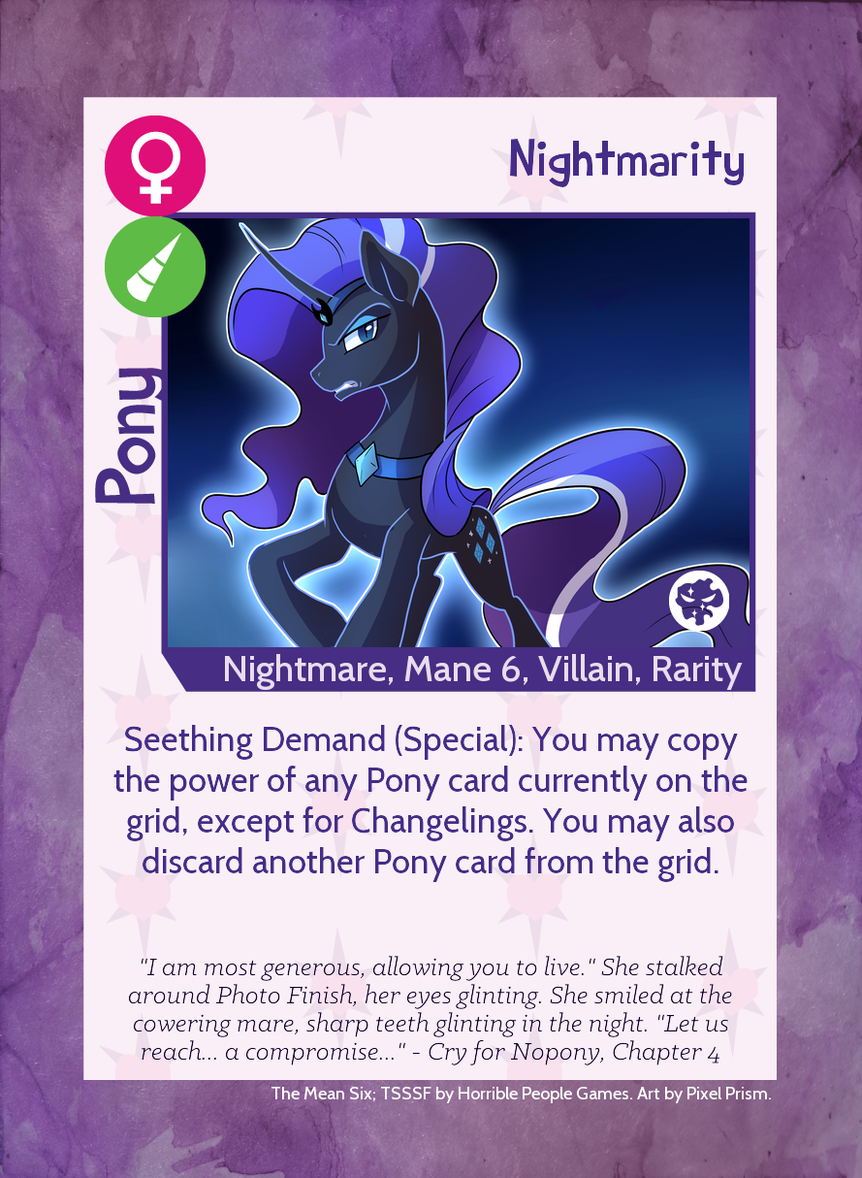 Nightmarity
Pony
Nightmare, Mane 6, Villain, Rarity
Seething Demand (Special): You may copy
the power of any Pony card currently on the
grid, except for Changelings. You may also
discard another Pony card from the grid.
"I am most generous, allowing you to live." She stalked
around Photo Finish, her eyes glinting. She smiled at the
cowering mare, sharp teeth glinting in the night. "Let us
reach... a compromise..." - Cry for Nopony, Chapter 4
The Mean Six; TSSSF by Horrible People Games. Art by Pixel Prism.